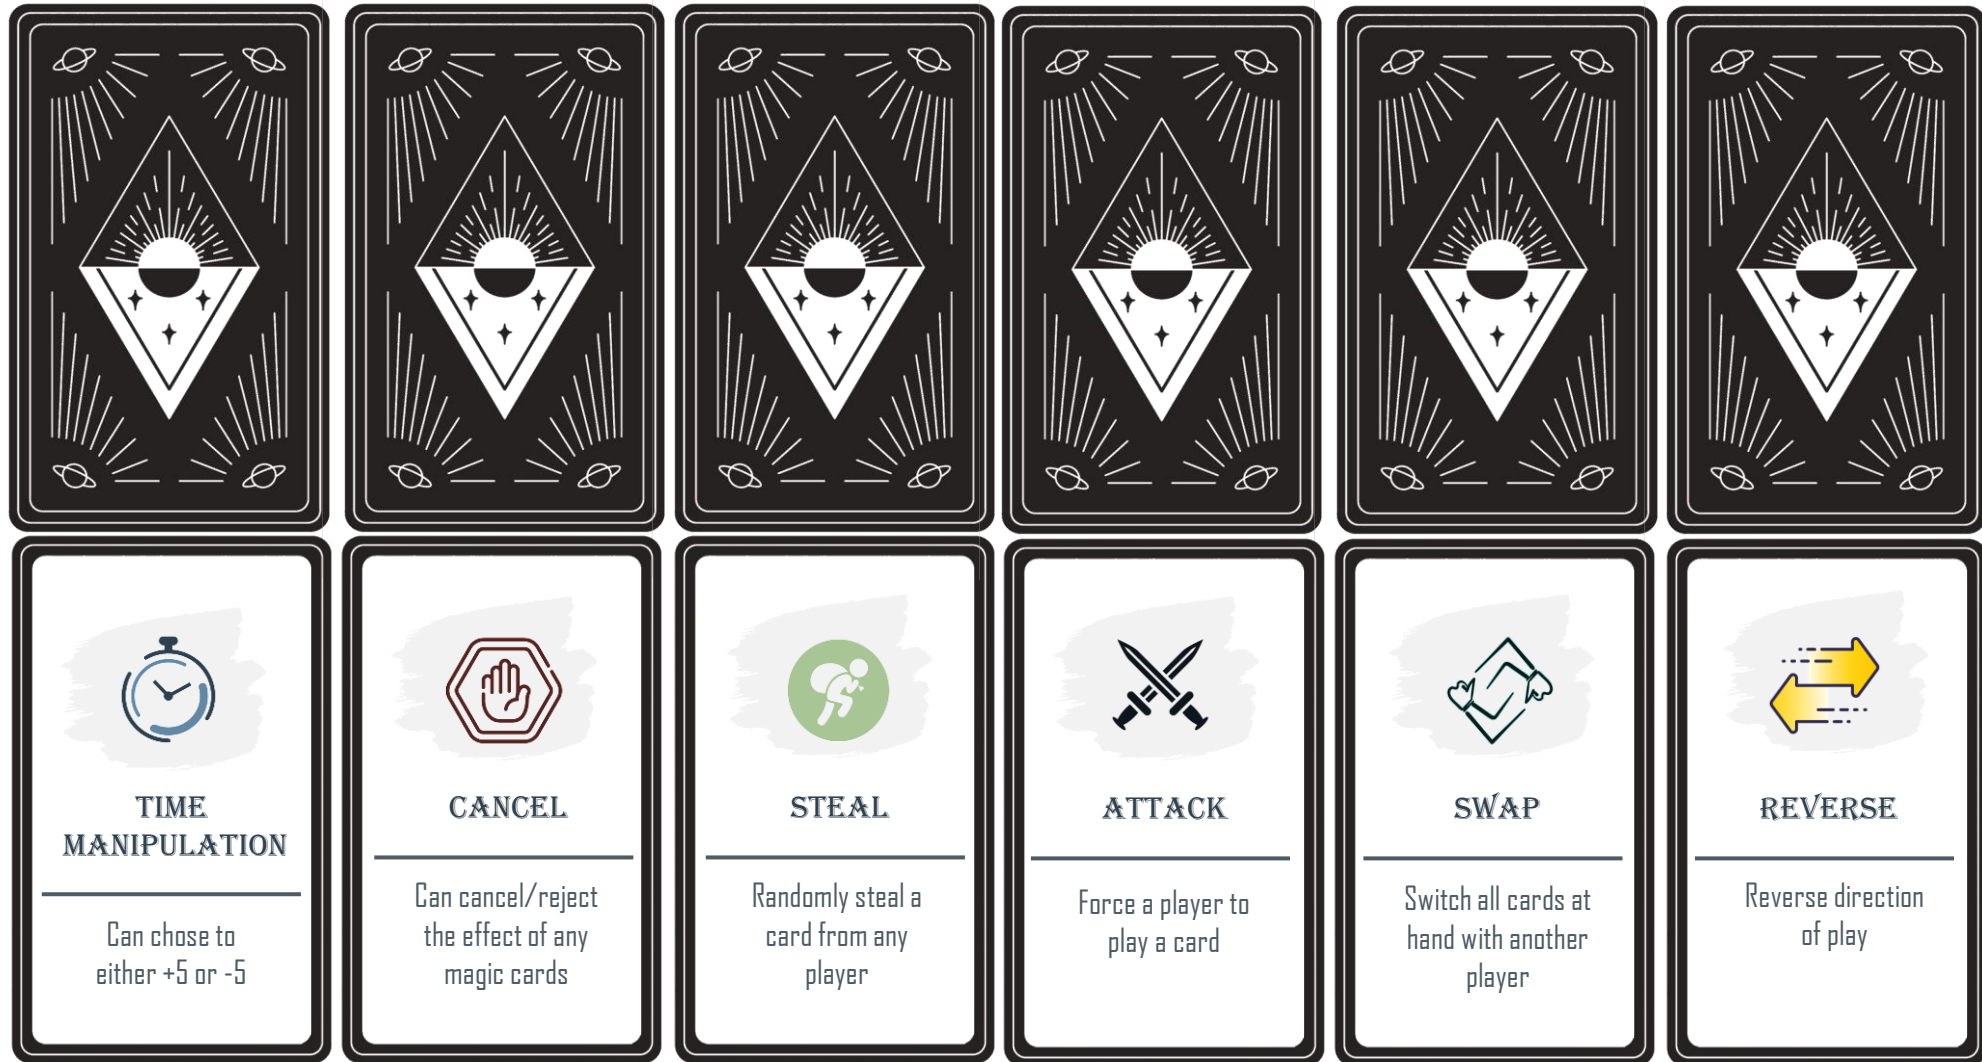 TIME
MANIPULATION
Can chose to
either +5 or -5
CANCEL
Can cancel/reject
the effect of any
magic cards
STEAL
Randomly steal a
card from any
player
ATTACK
Force a player to
play a card
SWAP
Switch all cards at
hand with another
player
REVERSE
Reverse direction
of play